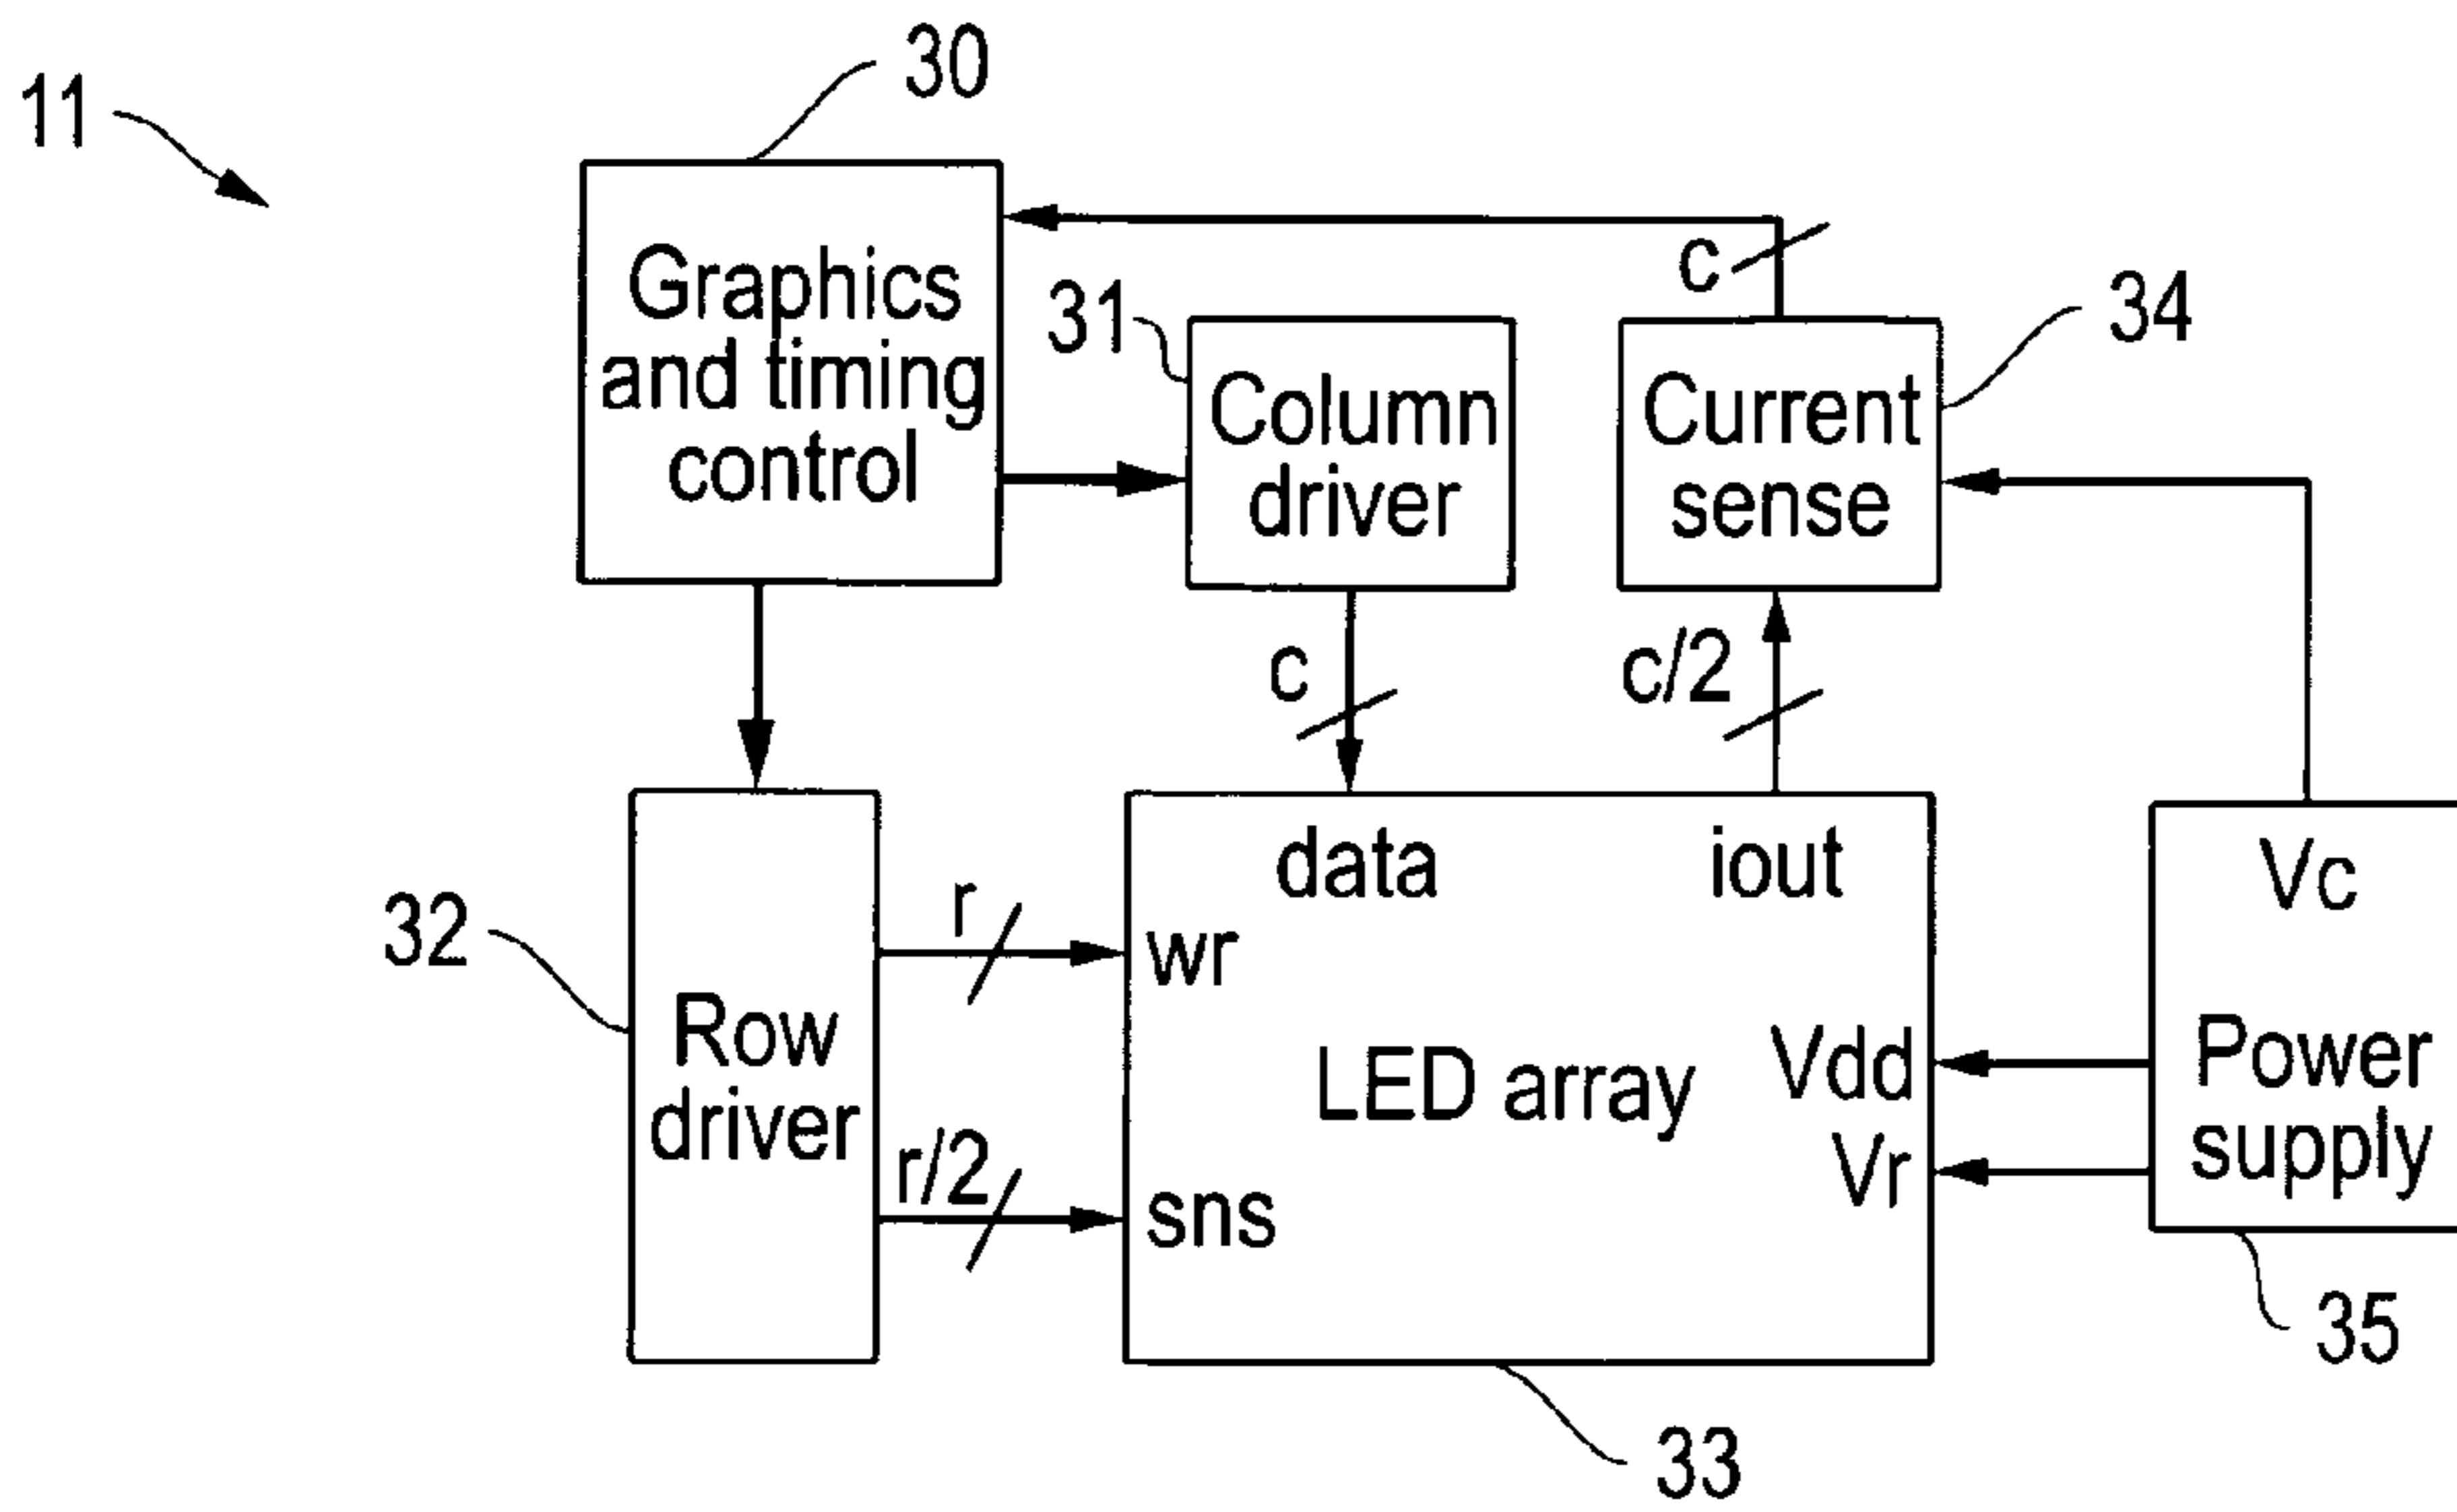 11
30
Graphics
and timing
control
c
31
Column
driver
34
Current
sense
c
c/2
32
Row
driver
r
r/2
data
iout
wr
LED array
Vdd
Vr
sns
Vc
Power
supply
35
33